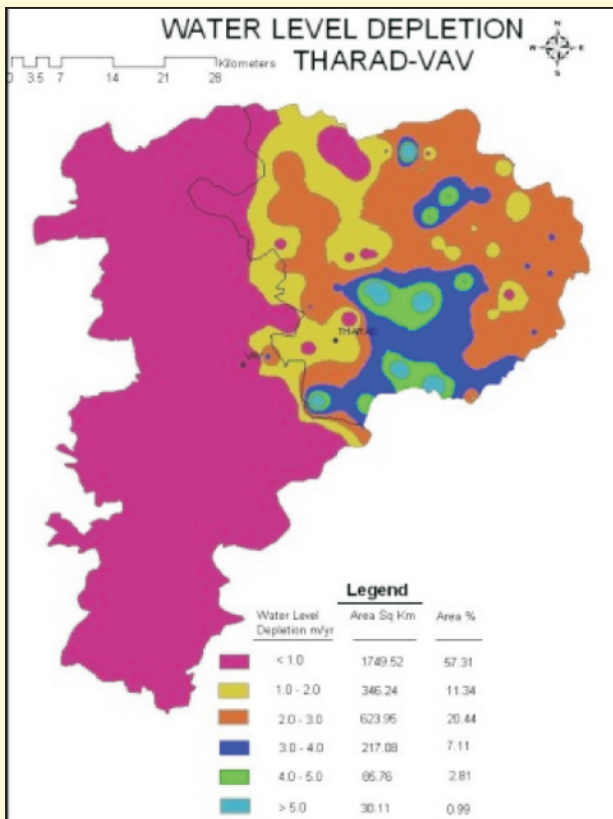 WATER LEVEL DEPLETION
THARAD-VAV
N
W E
S
Kilometers
0 3.5 7 14 21 28
THARAD
VAV
Legend
Water Level Depletion m/yr Area Sq Km Area %
< 1.0 1749.52 57.31
1.0 - 2.0 346.24 11.34
2.0 - 3.0 623.95 20.44
3.0 - 4.0 217.08 7.11
4.0 - 5.0 85.76 2.81
> 5.0 30.11 0.99